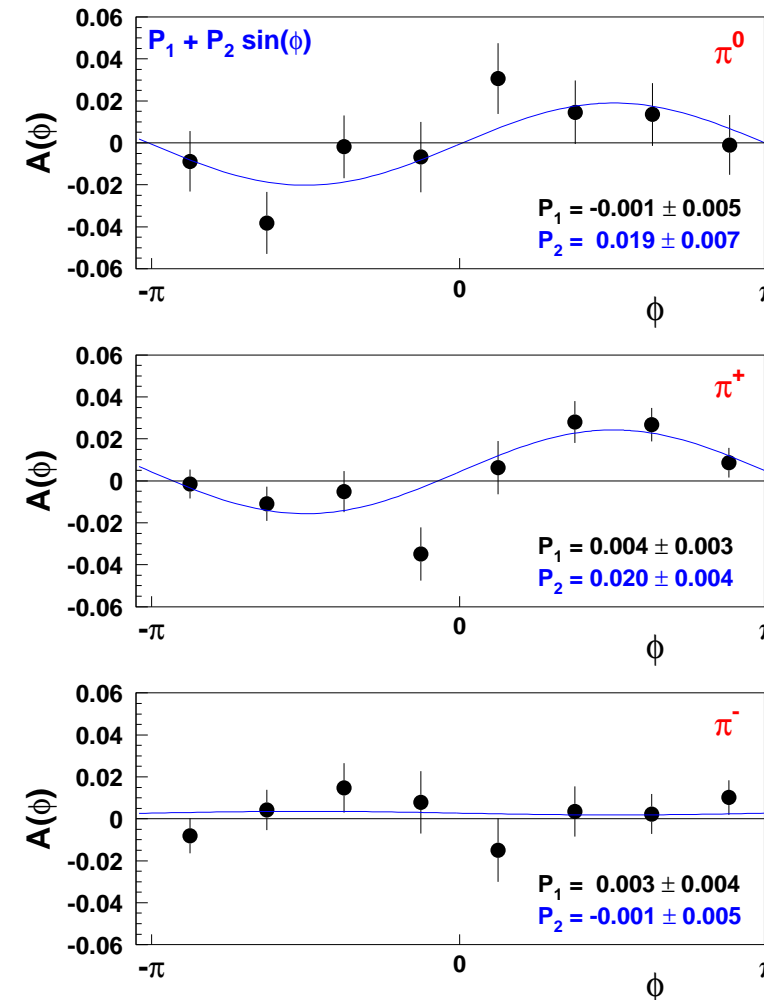 P₁ + P₂ sin(ϕ)
π⁰
0.06
0.04
0.02
0
-0.02
-0.04
-0.06
A(ϕ)
P₁ = -0.001 ± 0.005
P₂ = 0.019 ± 0.007
-π 0 π
ϕ
π⁺
0.06
0.04
0.02
0
-0.02
-0.04
-0.06
A(ϕ)
P₁ = 0.004 ± 0.003
P₂ = 0.020 ± 0.004
-π 0 π
ϕ
π⁻
0.06
0.04
0.02
0
-0.02
-0.04
-0.06
A(ϕ)
P₁ = 0.003 ± 0.004
P₂ = -0.001 ± 0.005
-π 0 π
ϕ